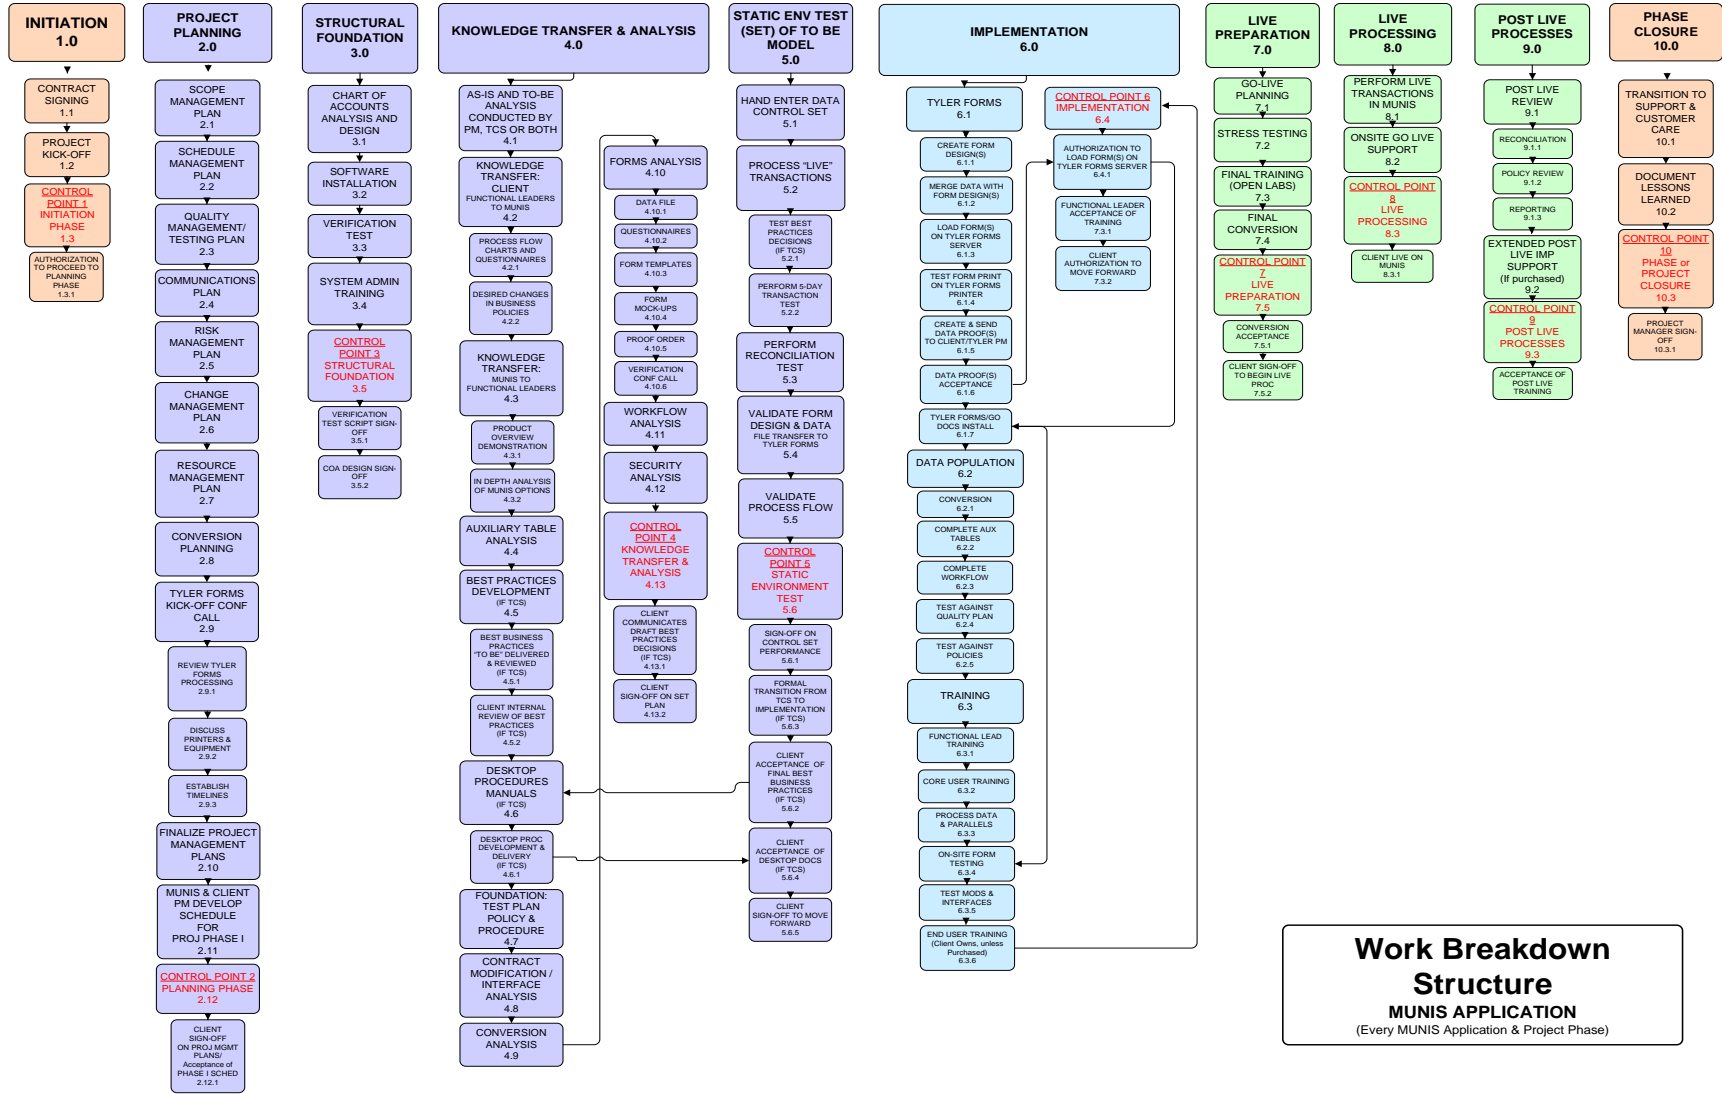 INITIATION
1.0
CONTRACT
SIGNING
1.1
PROJECT
KICK-OFF
1.2
CONTROL
POINT 1
INITIATION
PHASE
1.3
AUTHORIZATION
TO PROCEED TO
PLANNING
PHASE
1.3.1
PROJECT
PLANNING
2.0
SCOPE
MANAGEMENT
PLAN
2.1
SCHEDULE
MANAGEMENT
PLAN
2.2
QUALITY
MANAGEMENT/
TESTING PLAN
2.3
COMMUNICATIONS
PLAN
2.4
RISK
MANAGEMENT
PLAN
2.5
CHANGE
MANAGEMENT
PLAN
2.6
RESOURCE
MANAGEMENT
PLAN
2.7
CONVERSION
PLANNING
2.8
TYLER FORMS
KICK-OFF CONF
CALL
2.9
REVIEW TYLER
FORMS
PROCESSING
2.9.1
DISCUSS
PRINTERS &
EQUIPMENT
2.9.2
ESTABLISH
TIMELINES
2.9.3
FINALIZE PROJECT
MANAGEMENT
PLANS
2.10
MUNIS & CLIENT
PM DEVELOP
SCHEDULE
FOR
PROJ PHASE I
2.11
CONTROL POINT 2
PLANNING PHASE
2.12
CLIENT
SIGN-OFF
ON PROJ MGMT
PLANS/
Acceptance of
PHASE I SCHED
2.12.1
STRUCTURAL
FOUNDATION
3.0
CHART OF
ACCOUNTS
ANALYSIS AND
DESIGN
3.1
SOFTWARE
INSTALLATION
3.2
VERIFICATION
TEST
3.3
SYSTEM ADMIN
TRAINING
3.4
CONTROL
POINT 3
STRUCTURAL
FOUNDATION
3.5
VERIFICATION
TEST SCRIPT SIGN-
OFF
3.5.1
COA DESIGN SIGN-
OFF
3.5.2
KNOWLEDGE TRANSFER & ANALYSIS
4.0
AS-IS AND TO-BE
ANALYSIS
CONDUCTED BY
PM, TCS OR BOTH
4.1
KNOWLEDGE
TRANSFER:
CLIENT
FUNCTIONAL LEADERS
TO MUNIS
4.2
PROCESS FLOW
CHARTS AND
QUESTIONNAIRES
4.2.1
DESIRED CHANGES
IN BUSINESS
POLICIES
4.2.2
KNOWLEDGE
TRANSFER:
MUNIS TO
FUNCTIONAL LEADERS
4.3
PRODUCT
OVERVIEW
DEMONSTRATION
4.3.1
IN DEPTH ANALYSIS
OF MUNIS OPTIONS
4.3.2
AUXILIARY TABLE
ANALYSIS
4.4
BEST PRACTICES
DEVELOPMENT
(IF TCS)
4.5
BEST BUSINESS
PRACTICES
"TO BE" DELIVERED
& REVIEWED
(IF TCS)
4.5.1
CLIENT INTERNAL
REVIEW OF BEST
PRACTICES
(IF TCS)
4.5.2
DESKTOP
PROCEDURES
MANUALS
(IF TCS)
4.6
DESKTOP PROC
DEVELOPMENT &
DELIVERY
(IF TCS)
4.6.1
FOUNDATION:
TEST PLAN
POLICY &
PROCEDURE
4.7
CONTRACT
MODIFICATION /
INTERFACE
ANALYSIS
4.8
CONVERSION
ANALYSIS
4.9
FORMS ANALYSIS
4.10
DATA FILE
4.10.1
QUESTIONNAIRES
4.10.2
FORM TEMPLATES
4.10.3
FORM
MOCK-UPS
4.10.4
PROOF ORDER
4.10.5
VERIFICATION
CONF CALL
4.10.6
WORKFLOW
ANALYSIS
4.11
SECURITY
ANALYSIS
4.12
CONTROL
POINT 4
KNOWLEDGE
TRANSFER &
ANALYSIS
4.13
CLIENT
COMMUNICATES
DRAFT BEST
PRACTICES
DECISIONS
(IF TCS)
4.13.1
CLIENT
SIGN-OFF ON SET
PLAN
4.13.2
STATIC ENV TEST
(SET) OF TO BE
MODEL
5.0
HAND ENTER DATA
CONTROL SET
5.1
PROCESS "LIVE"
TRANSACTIONS
5.2
TEST BEST
PRACTICES
DECISIONS
(IF TCS)
5.2.1
PERFORM 5-DAY
TRANSACTION
TEST
5.2.2
PERFORM
RECONCILIATION
TEST
5.3
VALIDATE FORM
DESIGN & DATA
FILE TRANSFER TO
TYLER FORMS
5.4
VALIDATE
PROCESS FLOW
5.5
CONTROL
POINT 5
STATIC
ENVIRONMENT
TEST
5.6
SIGN-OFF ON
CONTROL SET
PERFORMANCE
5.6.1
FORMAL
TRANSITION FROM
TCS TO
IMPLEMENTATION
(IF TCS)
5.6.3
CLIENT
ACCEPTANCE OF
FINAL BEST
BUSINESS
PRACTICES
(IF TCS)
5.6.2
CLIENT
ACCEPTANCE OF
DESKTOP DOCS
(IF TCS)
5.6.4
CLIENT
SIGN-OFF TO MOVE
FORWARD
5.6.5
IMPLEMENTATION
6.0
TYLER FORMS
6.1
CREATE FORM
DESIGN(S)
6.1.1
MERGE DATA WITH
FORM DESIGN(S)
6.1.2
LOAD FORM(S)
ON TYLER FORMS
SERVER
6.1.3
TEST FORM PRINT
ON TYLER FORMS
PRINTER
6.1.4
CREATE & SEND
DATA PROOF(S)
TO CLIENT/TYLER PM
6.1.5
DATA PROOF(S)
ACCEPTANCE
6.1.6
TYLER FORMS/GO
DOCS INSTALL
6.1.7
DATA POPULATION
6.2
CONVERSION
6.2.1
COMPLETE AUX
TABLES
6.2.2
COMPLETE
WORKFLOW
6.2.3
TEST AGAINST
QUALITY PLAN
6.2.4
TEST AGAINST
POLICIES
6.2.5
TRAINING
6.3
FUNCTIONAL LEAD
TRAINING
6.3.1
CORE USER TRAINING
6.3.2
PROCESS DATA
& PARALLELS
6.3.3
ON-SITE FORM
TESTING
6.3.4
TEST MODS &
INTERFACES
6.3.5
END USER TRAINING
(Client Owns, unless
Purchased)
6.3.6
CONTROL POINT 6
IMPLEMENTATION
6.4
AUTHORIZATION TO
LOAD FORM(S) ON
TYLER FORMS SERVER
6.4.1
FUNCTIONAL LEADER
ACCEPTANCE OF
TRAINING
7.3.1
CLIENT
AUTHORIZATION TO
MOVE FORWARD
7.3.2
LIVE
PREPARATION
7.0
GO-LIVE
PLANNING
7.1
STRESS TESTING
7.2
FINAL TRAINING
(OPEN LABS)
7.3
FINAL
CONVERSION
7.4
CONTROL POINT
7
LIVE
PREPARATION
7.5
CONVERSION
ACCEPTANCE
7.5.1
CLIENT SIGN-OFF
TO BEGIN LIVE
PROC
7.5.2
LIVE
PROCESSING
8.0
PERFORM LIVE
TRANSACTIONS
IN MUNIS
8.1
ONSITE GO LIVE
SUPPORT
8.2
CONTROL POINT
8
LIVE
PROCESSING
8.3
CLIENT LIVE ON
MUNIS
8.3.1
POST LIVE
PROCESSES
9.0
POST LIVE
REVIEW
9.1
RECONCILIATION
9.1.1
POLICY REVIEW
9.1.2
REPORTING
9.1.3
EXTENDED POST
LIVE IMP
SUPPORT
(If purchased)
9.2
CONTROL POINT
9
POST LIVE
PROCESSES
9.3
ACCEPTANCE OF
POST LIVE
TRAINING
PHASE
CLOSURE
10.0
TRANSITION TO
SUPPORT &
CUSTOMER
CARE
10.1
DOCUMENT
LESSONS
LEARNED
10.2
CONTROL POINT
10
PHASE or
PROJECT
CLOSURE
10.3
PROJECT
MANAGER SIGN-
OFF
10.3.1
Work Breakdown
Structure
MUNIS APPLICATION
(Every MUNIS Application & Project Phase)